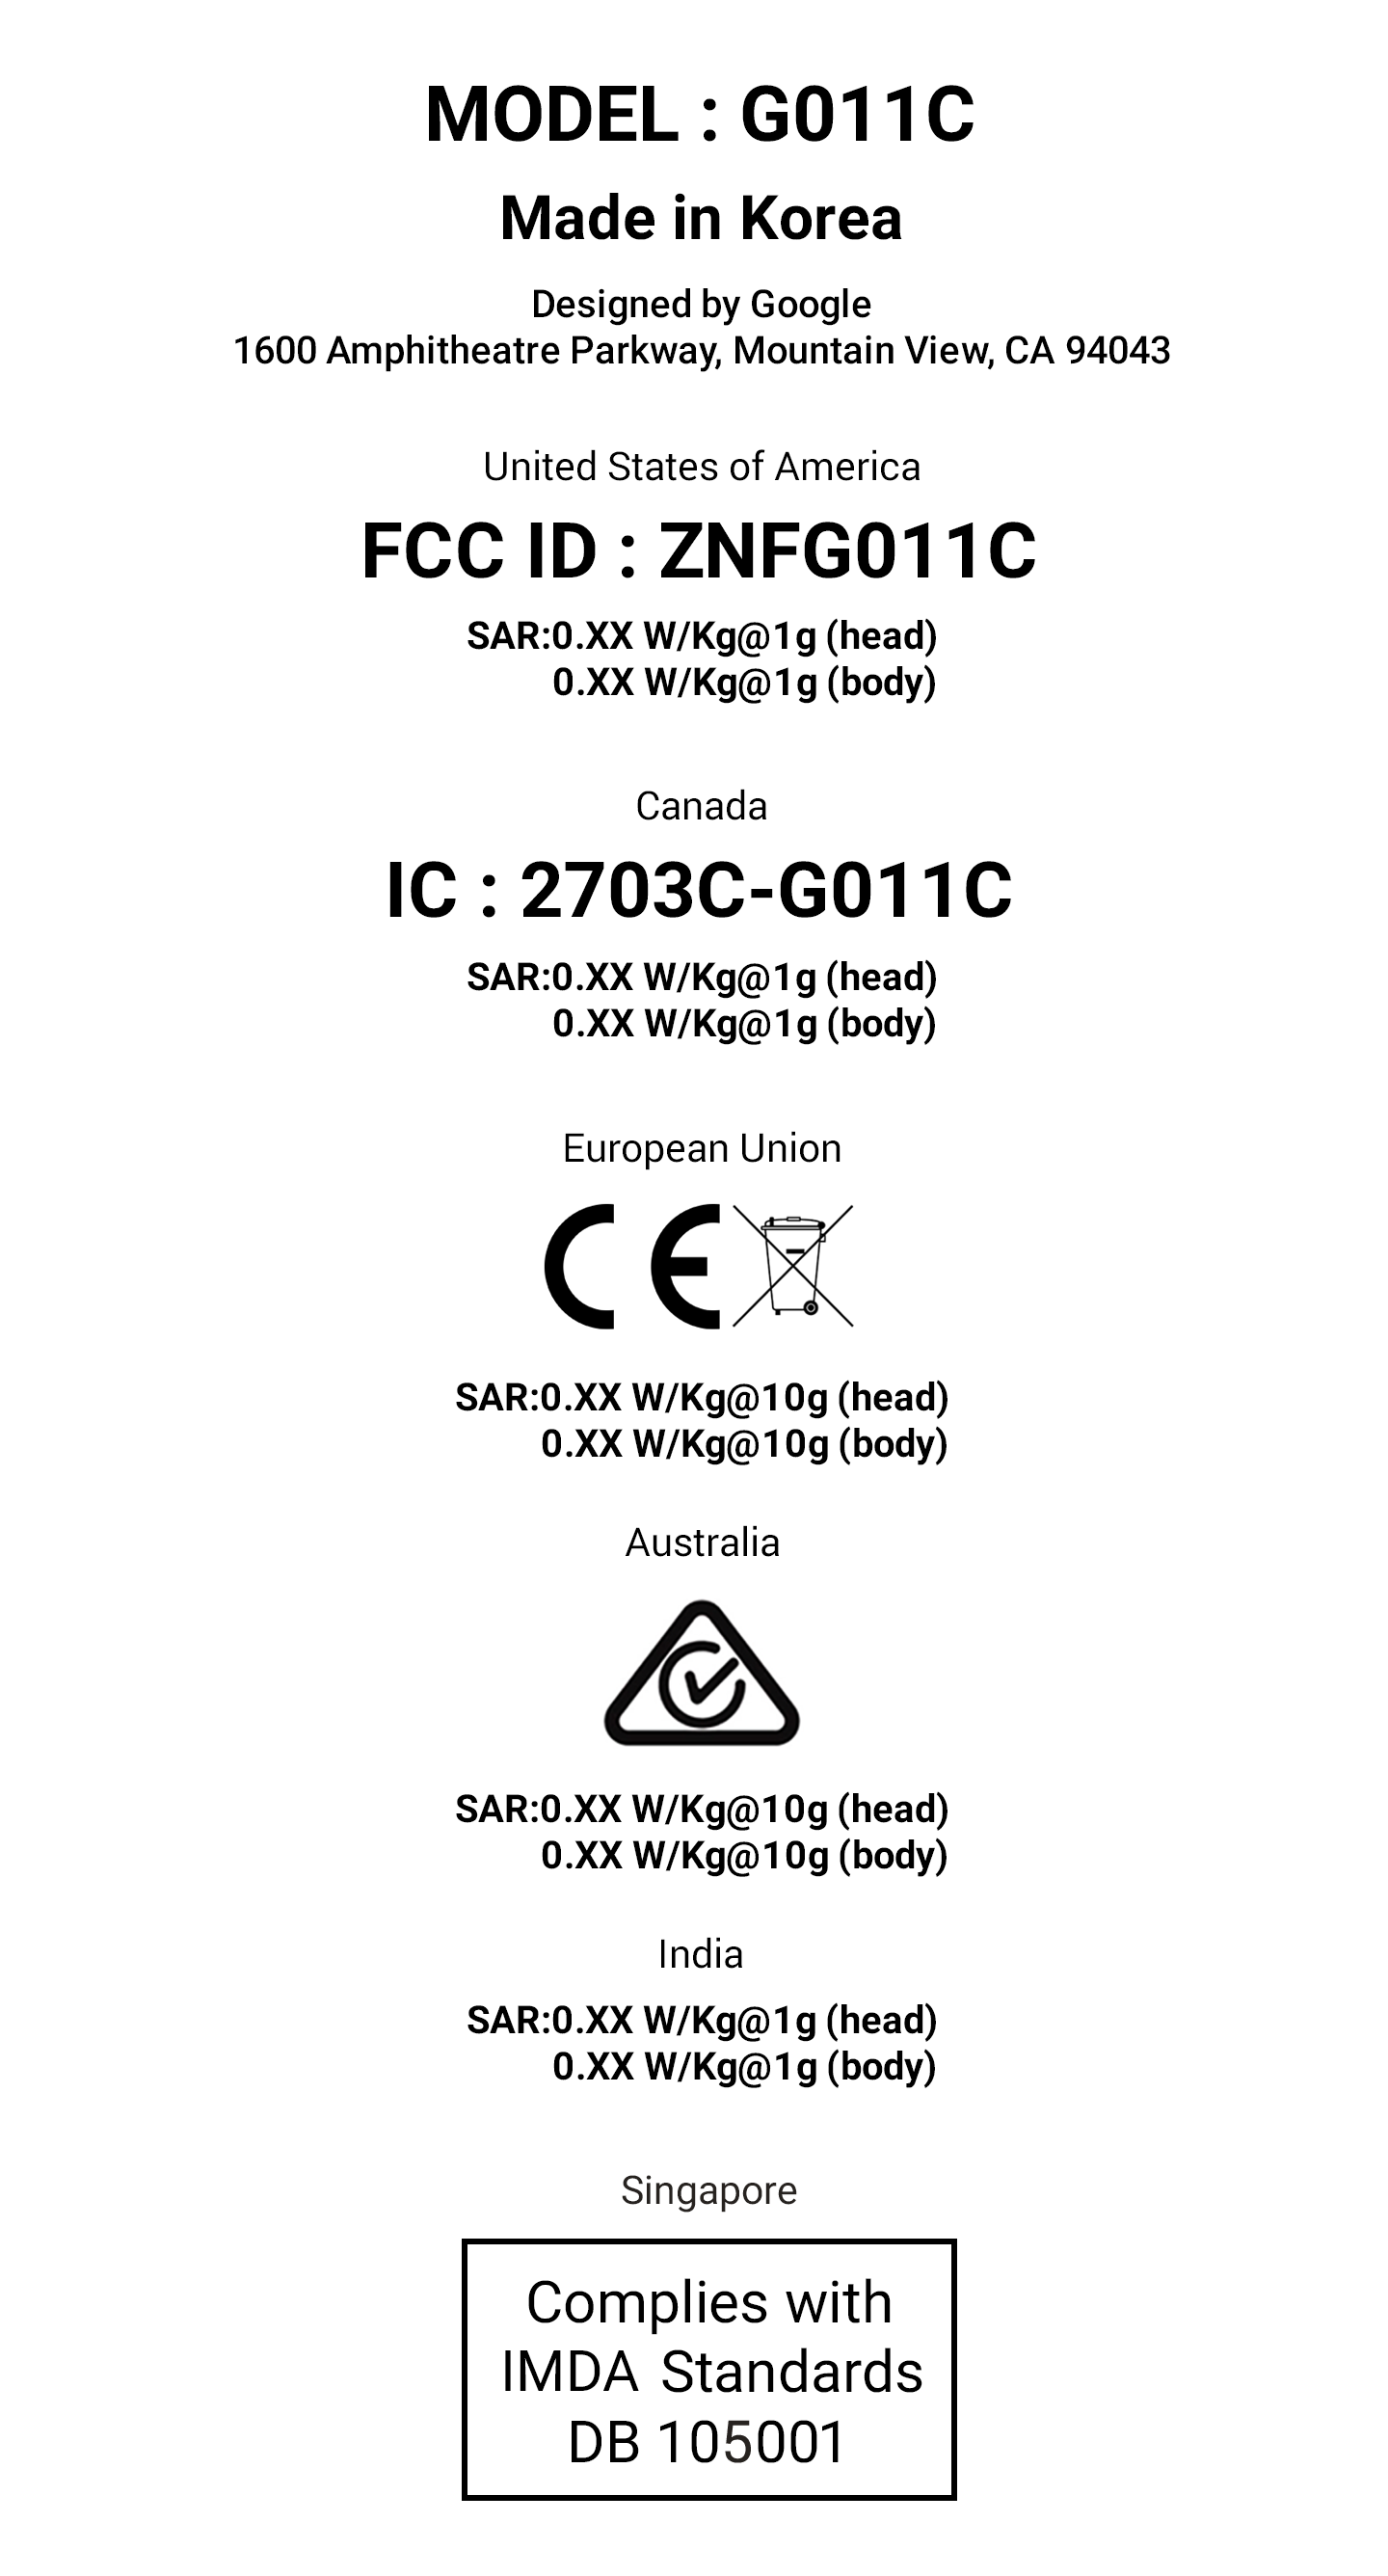 MODEL : G011C
Made in Korea
Designed by Google
1600 Amphitheatre Parkway, Mountain View, CA 94043
United States of America
FCC ID : ZNFG011C
SAR:0.XX W/Kg@1g (head)
0.XX W/Kg@1g (body)
Canada
IC : 2703C-G011C
SAR:0.XX W/Kg@1g (head)
0.XX W/Kg@1g (body)
European Union
CE
SAR:0.XX W/Kg@10g (head)
0.XX W/Kg@10g (body)
Australia
SAR:0.XX W/Kg@10g (head)
0.XX W/Kg@10g (body)
India
SAR:0.XX W/Kg@1g (head)
0.XX W/Kg@1g (body)
Singapore
Complies with
IMDA Standards
DB 105001